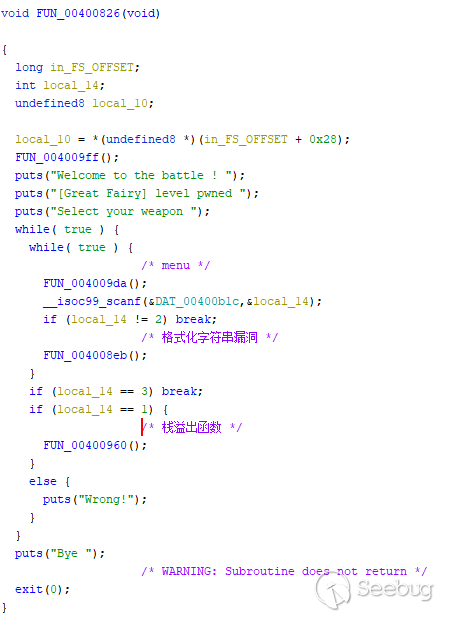 void FUN_00400826(void)
{
long in_FS_OFFSET;
int local_14;
undefined8 local_10;
local_10 = *(undefined8 *)(in_FS_OFFSET + 0x28);
FUN_004009ff();
puts("Welcome to the battle ! ");
puts("[Great Fairy] level pwned ");
puts("Select your weapon ");
while( true ) {
while( true ) {
/* menu */
FUN_004009da();
__isoc99_scanf(&DAT_00400b1c,&local_14);
if (local_14 != 2) break;
/* 格式化字符串漏洞 */
FUN_004008eb();
}
if (local_14 == 3) break;
if (local_14 == 1) {
/* 栈溢出函数 */
FUN_00400960();
}
else {
puts("Wrong!");
}
}
puts("Bye ");
/* WARNING: Subroutine does not return */
exit(0);
}
Seebug